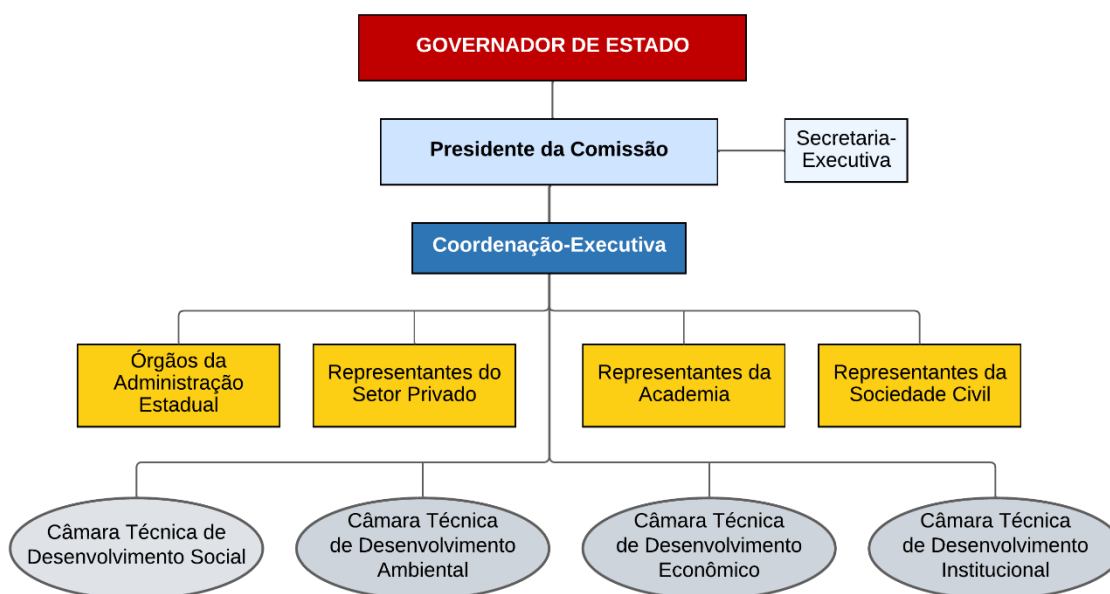 GOVERNADOR DE ESTADO
Presidente da Comissão
Secretaria-
Executiva
Coordenação-Executiva
Órgãos da
Administração
Estadual
Representantes do
Setor Privado
Representantes da
Academia
Representantes da
Sociedade Civil
Câmara Técnica de
Desenvolvimento Social
Câmara Técnica
de Desenvolvimento
Ambiental
Câmara Técnica
de Desenvolvimento
Econômico
Câmara Técnica
de Desenvolvimento
Institucional